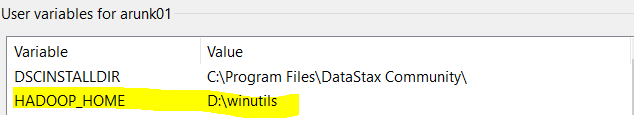 User variables for arunk01
Variable Value
DSCINSTALLDIR C:\Program Files\DataStax Community\
HADOOP_HOME D:\winutils